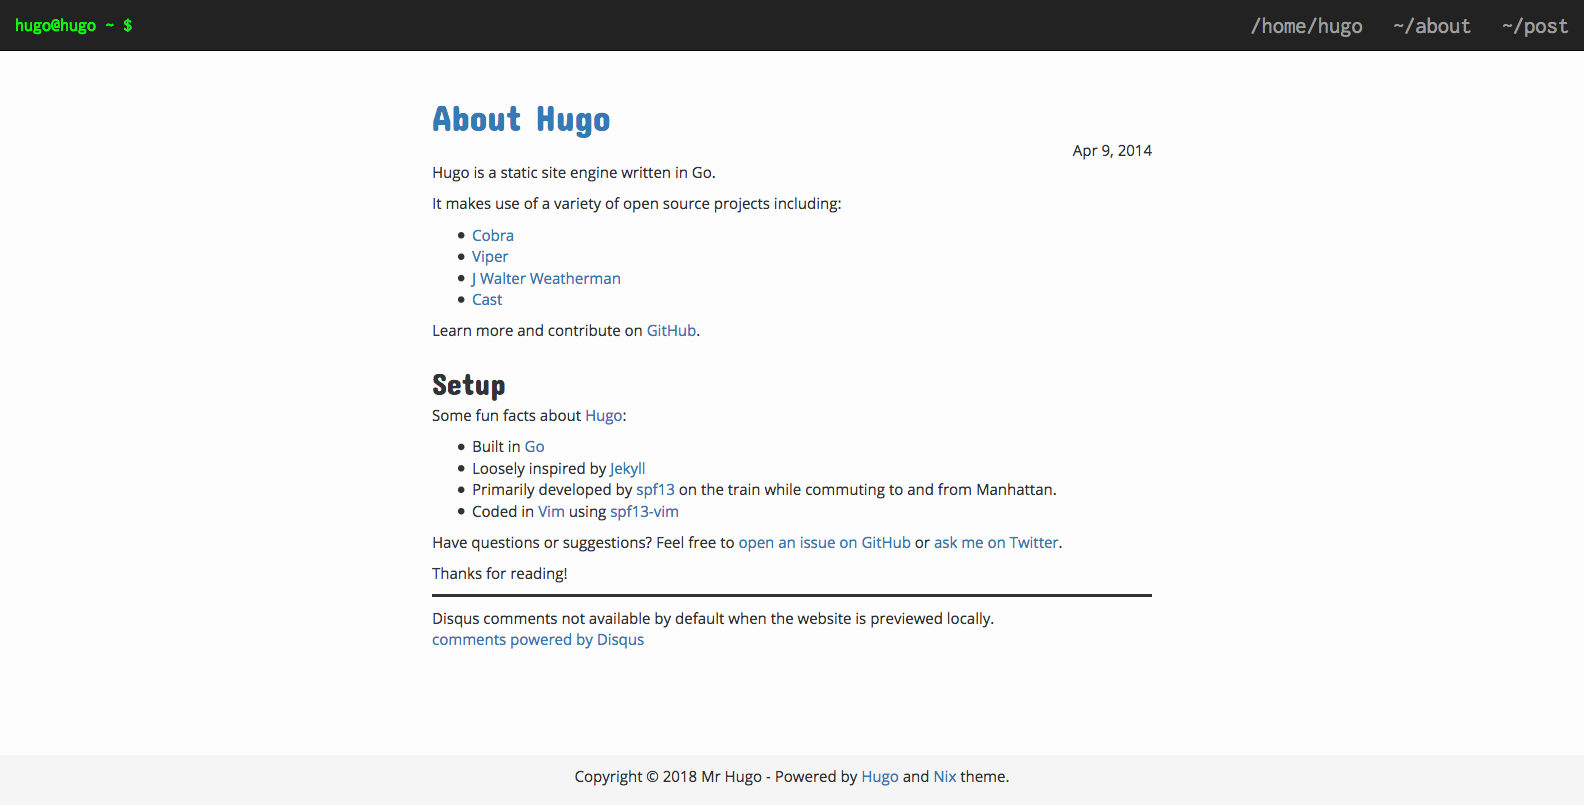 hugo@hugo ~ $
/home/hugo ~/about ~/post
About Hugo
Apr 9, 2014
Hugo is a static site engine written in Go.
It makes use of a variety of open source projects including:
Cobra
Viper
J Walter Weatherman
Cast
Learn more and contribute on GitHub.
Setup
Some fun facts about Hugo:
Built in Go
Loosely inspired by Jekyll
Primarily developed by spf13 on the train while commuting to and from Manhattan.
Coded in Vim using spf13-vim
Have questions or suggestions? Feel free to open an issue on GitHub or ask me on Twitter.
Thanks for reading!
Disqus comments not available by default when the website is previewed locally.
comments powered by Disqus
Copyright © 2018 Mr Hugo - Powered by Hugo and Nix theme.